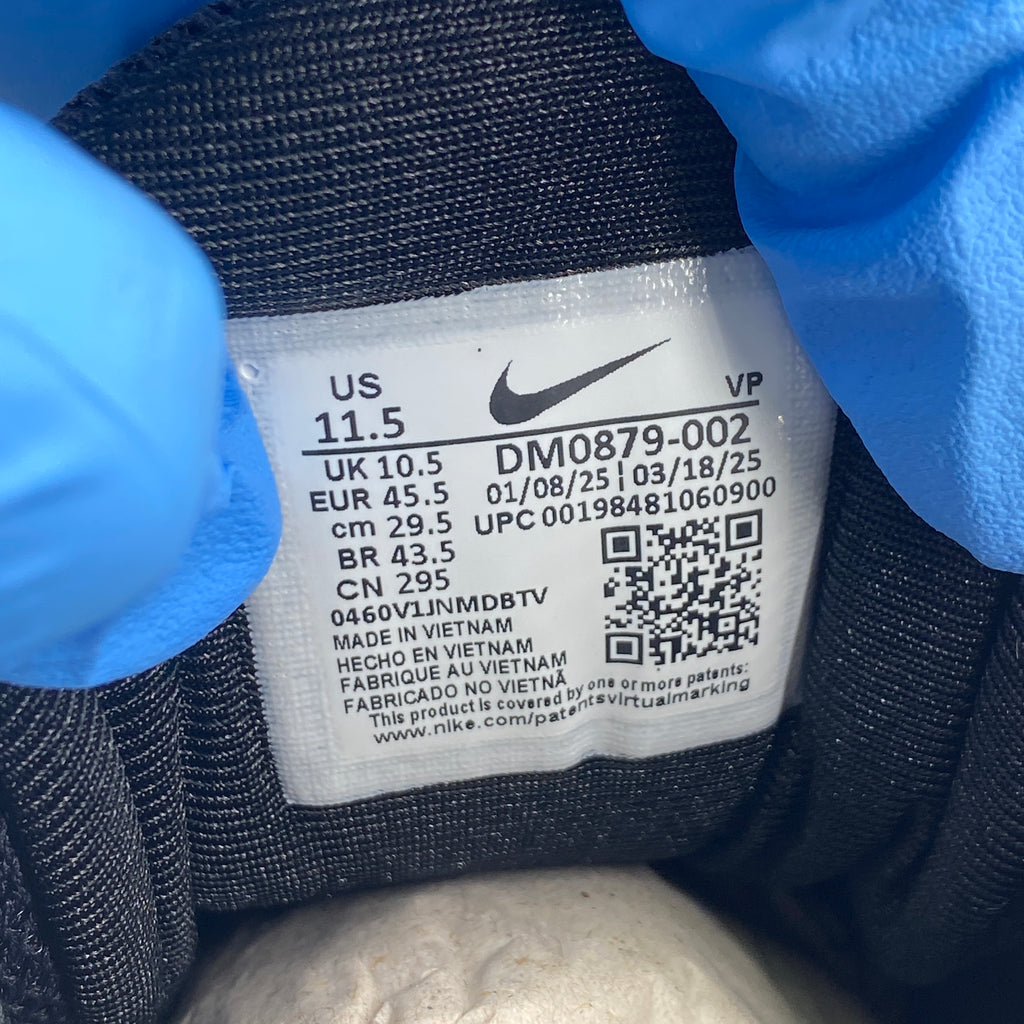 US
11.5
VP
DM0879-002
UK 10.5
01/08/25 | 03/18/25
EUR 45.5
UPC 00198481060900
cm 29.5
BR 43.5
CN 295
0460V1JNMDBTV
MADE IN VIETNAM
HECHO EN VIETNAM
FABRIQUE AU VIETNAM
FABRICADO NO VIETNÃ
This product is covered by one or more patents:
www.nike.com/patentsvirtualmarking